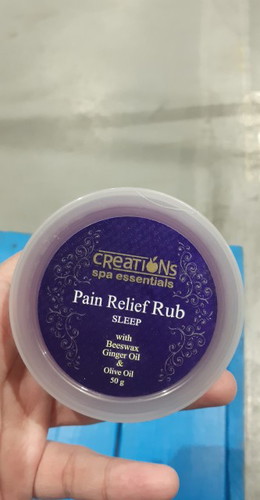 CREATIONS
spa essentials
Pain Relief Rub
SLEEP
with
Beeswax
Ginger Oil
&
Olive Oil
50 g